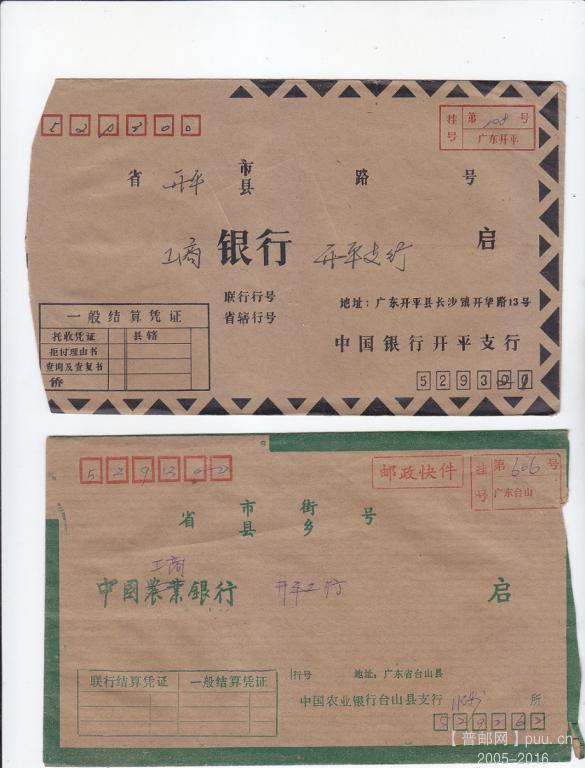 挂号 第 108 号
广东开平
省 开平 市县 路 号
工商 银行 开平支行 启
联行行号
省辖行号
地址：广东开平县长沙镇开华路13号
中国银行开平支行
一般结算凭证
托收凭证 县辖
拒付理由书
查询及查复书
侨
邮政快件
挂号 第 606 号
广东台山
省 市县 街乡 号
工商
中国农业银行 开平工行 启
联行结算凭证 一般结算凭证
行号 地址：广东省台山县
中国农业银行台山县支行 所
【普邮网】puu.cn
2005-2016